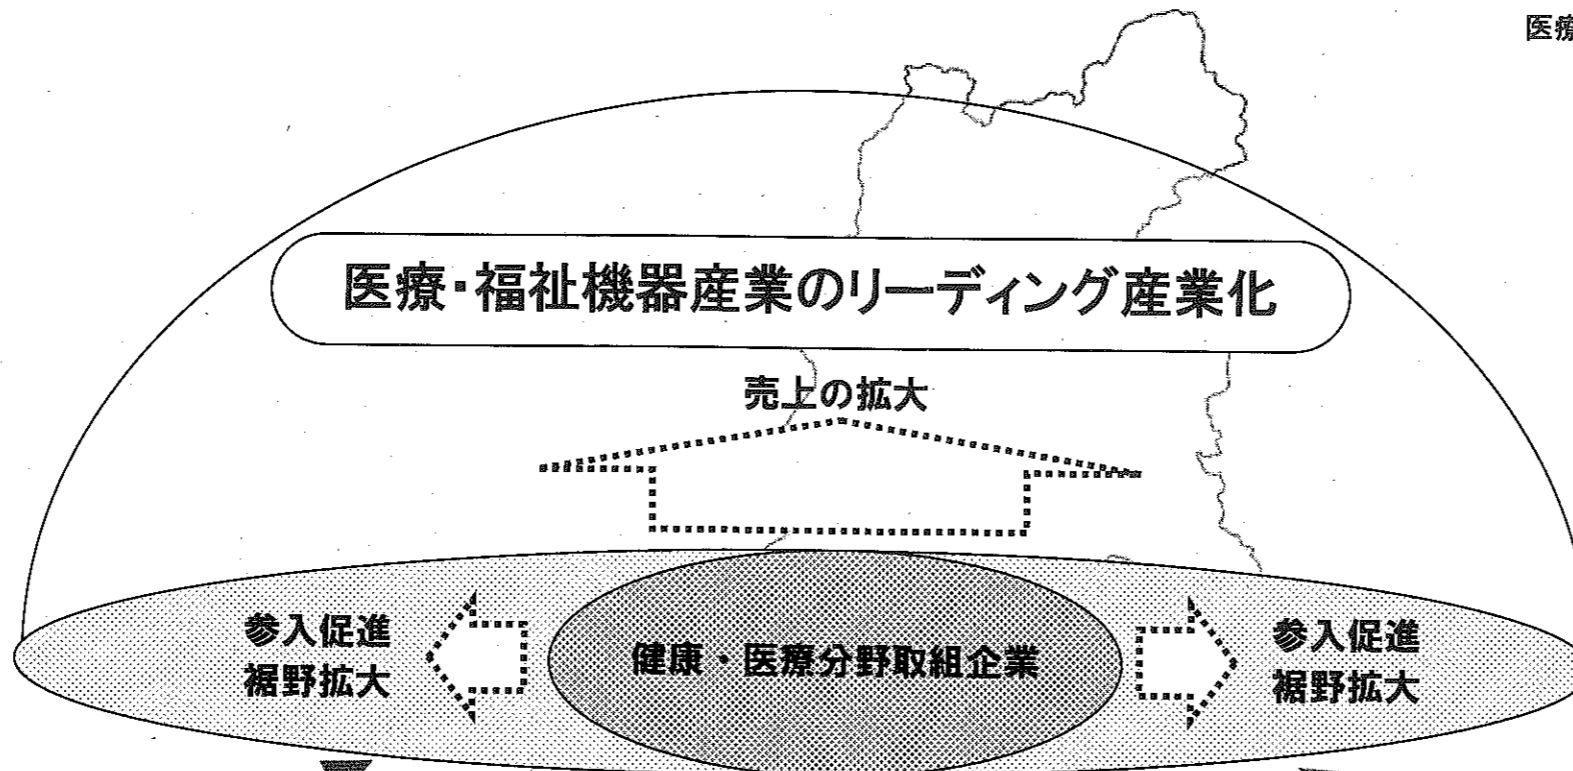 医療
医療・福祉機器産業のリーディング産業化
売上の拡大
参入促進
裾野拡大
健康・医療分野取組企業
参入促進
裾野拡大